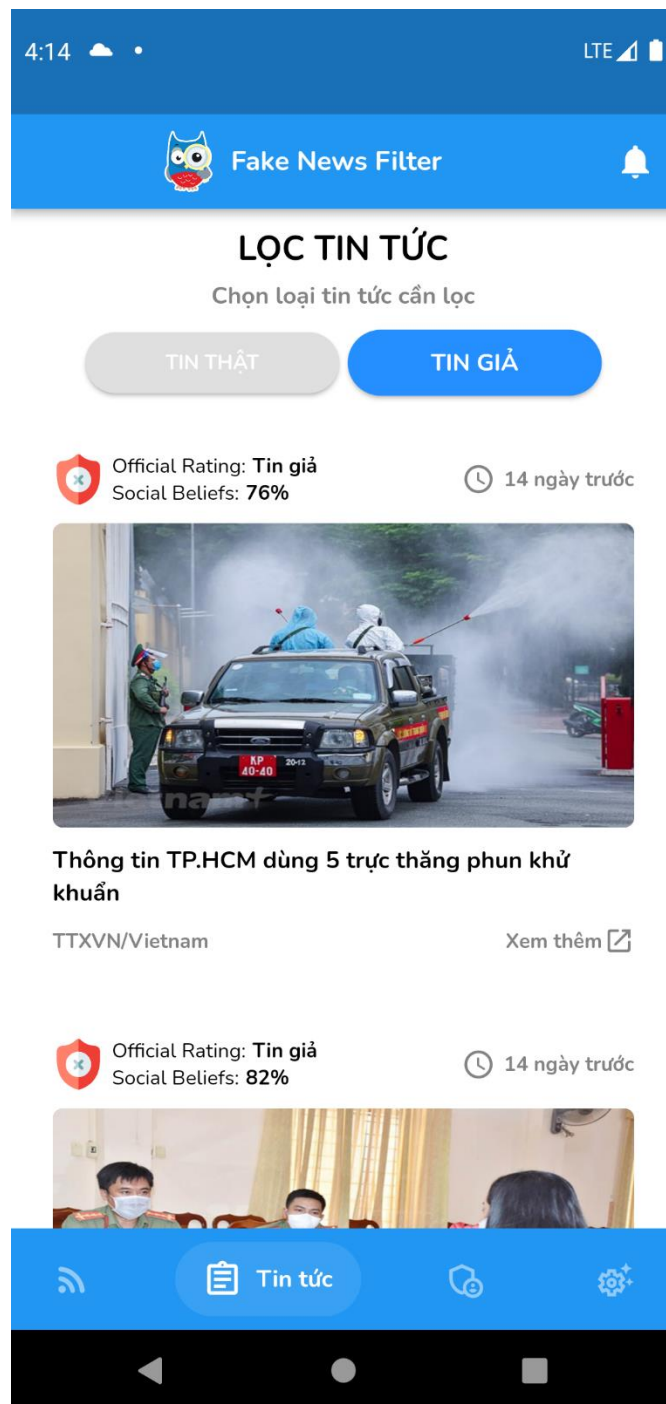 4:14
LTE
Fake News Filter
LỌC TIN TỨC
Chọn loại tin tức cần lọc
TIN THẬT
TIN GIẢ
Official Rating: Tin giả
Social Beliefs: 76%
14 ngày trước
KP
40-40
20-12
Thông tin TP.HCM dùng 5 trực thăng phun khử
khuẩn
TTXVN/Vietnam
Xem thêm
Official Rating: Tin giả
Social Beliefs: 82%
14 ngày trước
Tin tức